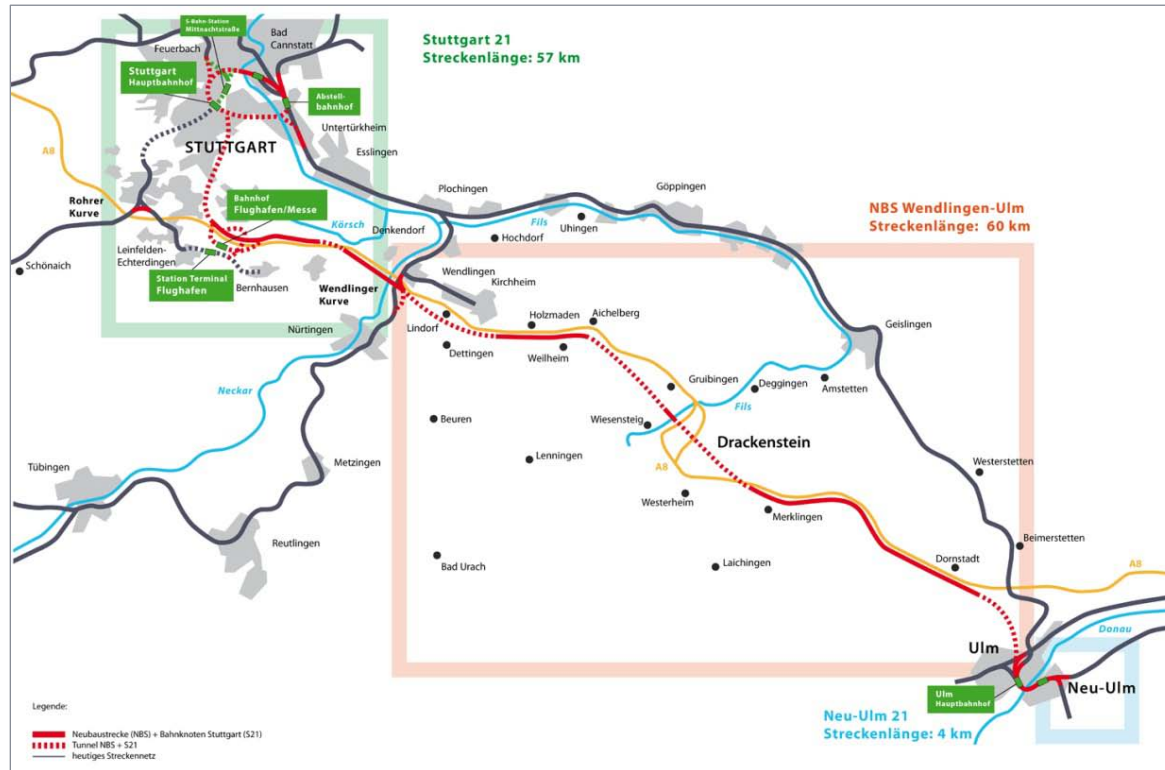 S-Bahn-Station
Mittnachtstraße
Feuerbach
Bad
Cannstatt
Stuttgart
Hauptbahnhof
Abstell-
bahnhof
Stuttgart 21
Streckenlänge: 57 km
STUTTGART
Untertürkheim
Esslingen
A8
Plochingen
Göppingen
Rohrer
Kurve
Bahnhof
Flughafen/Messe
Körsch
Denkendorf
Fils
Uhingen
Hochdorf
NBS Wendlingen-Ulm
Streckenlänge: 60 km
Schönaich
Leinfelden-
Echterdingen
Station Terminal
Flughafen
Bernhausen
Wendlinger
Kurve
Wendlingen
Kirchheim
Nürtingen
Lindorf
Holzmaden
Aichelberg
Dettingen
Weilheim
Geislingen
Neckar
Gruibingen
Deggingen
Amstetten
Fils
Beuren
Wiesensteig
Drackenstein
Tübingen
Metzingen
Lenningen
A8
Westerstetten
Westerheim
Merklingen
Reutlingen
Bad Urach
Laichingen
Dornstadt
Beimerstetten
A8
Donau
Ulm
Neu-Ulm
Ulm
Hauptbahnhof
Neu-Ulm 21
Streckenlänge: 4 km
Legende:
Neubaustrecke (NBS) + Bahnknoten Stuttgart (S21)
Tunnel NBS + S21
heutiges Streckennetz